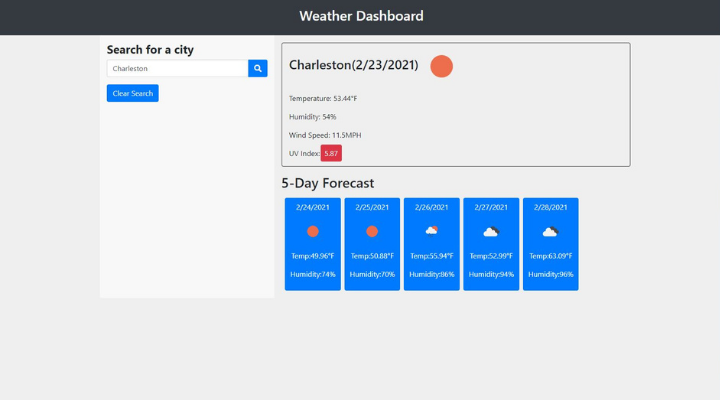 Weather Dashboard
Search for a city
Charleston
Clear Search
Charleston(2/23/2021)
Temperature: 53.44°F
Humidity: 54%
Wind Speed: 11.5MPH
UV Index: 5.87
5-Day Forecast
2/24/2021 2/25/2021 2/26/2021 2/27/2021 2/28/2021
Temp:49.96°F Temp:50.88°F Temp:55.94°F Temp:52.99°F Temp:63.09°F
Humidity:74% Humidity:70% Humidity:86% Humidity:94% Humidity:96%